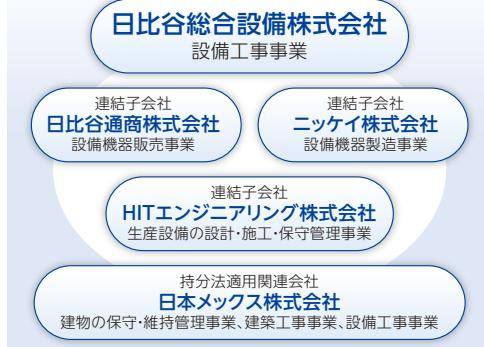 日比谷総合設備株式会社
設備工事事業
連結子会社
日比谷通商株式会社
設備機器販売事業
連結子会社
ニッケイ株式会社
設備機器製造事業
連結子会社
HITエンジニアリング株式会社
生産設備の設計・施工・保守管理事業
持分法適用関連会社
日本メックス株式会社
建物の保守・維持管理事業、建築工事事業、設備工事事業